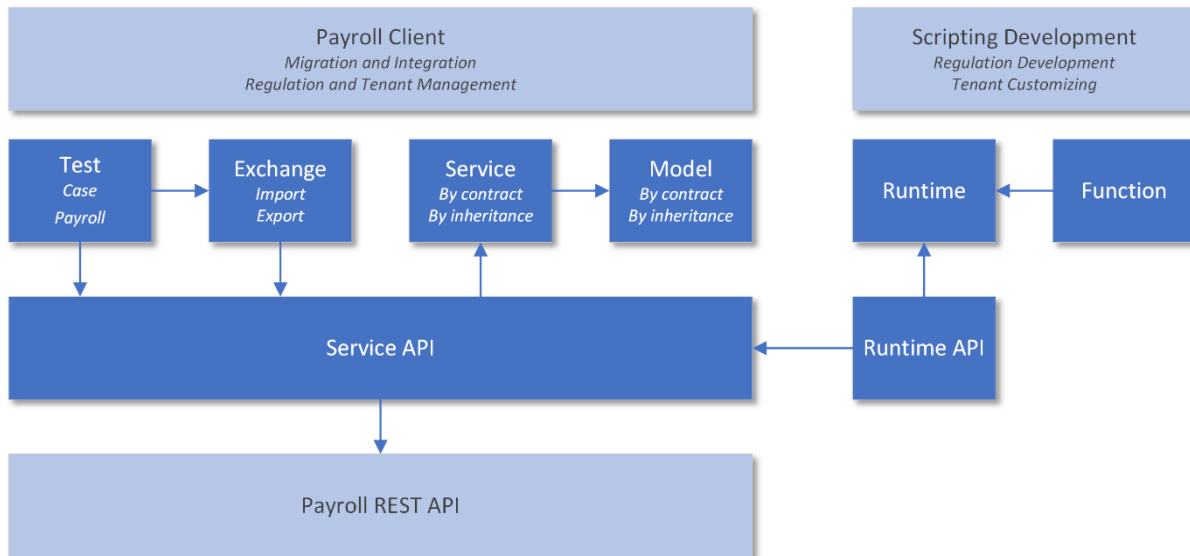 Payroll Client
Migration and Integration
Regulation and Tenant Management
Scripting Development
Regulation Development
Tenant Customizing
Test
Case
Payroll
Exchange
Import
Export
Service
By contract
By inheritance
Model
By contract
By inheritance
Runtime
Function
Service API
Runtime API
Payroll REST API